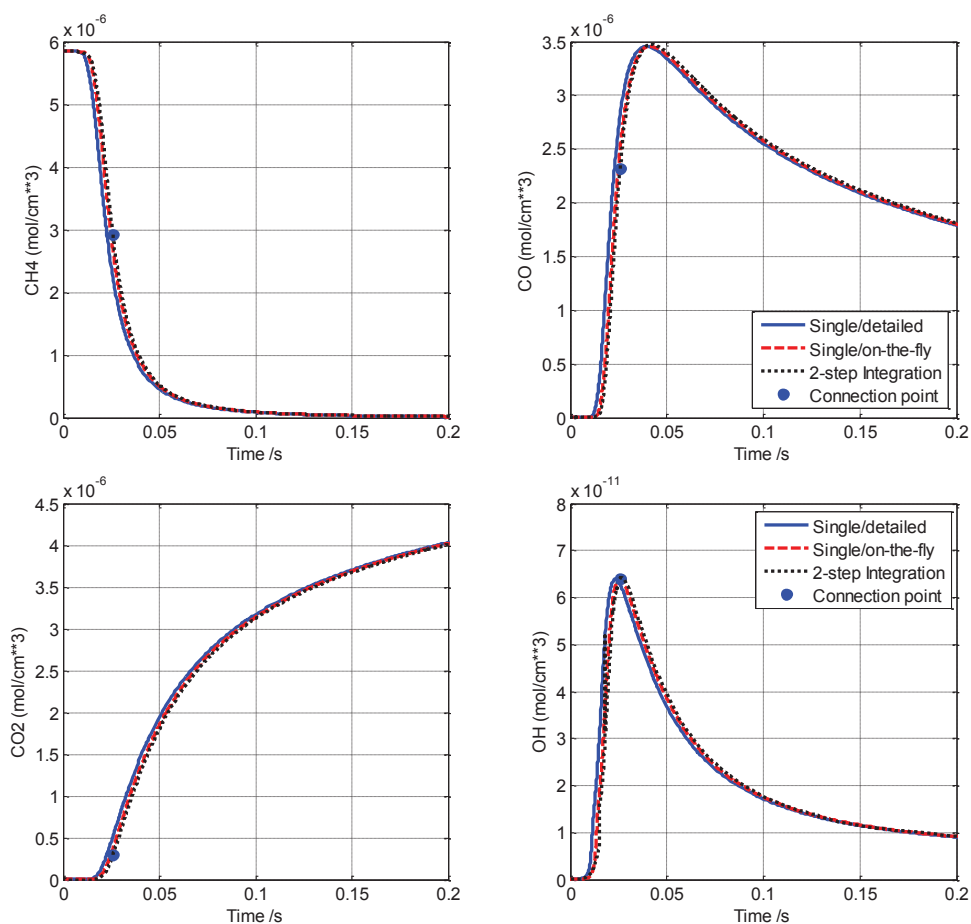 x 10-6
6
5
4
3
2
1
0
CH4 (mol/cm**3)
0 0.05 0.1 0.15 0.2
Time /s
x 10-6
3.5
3
2.5
2
1.5
1
0.5
0
CO (mol/cm**3)
Single/detailed
Single/on-the-fly
2-step Integration
Connection point
0 0.05 0.1 0.15 0.2
Time /s
x 10-6
4.5
4
3.5
3
2.5
2
1.5
1
0.5
0
CO2 (mol/cm**3)
0 0.05 0.1 0.15 0.2
Time /s
x 10-11
8
7
6
5
4
3
2
1
0
OH (mol/cm**3)
Single/detailed
Single/on-the-fly
2-step Integration
Connection point
0 0.05 0.1 0.15 0.2
Time /s